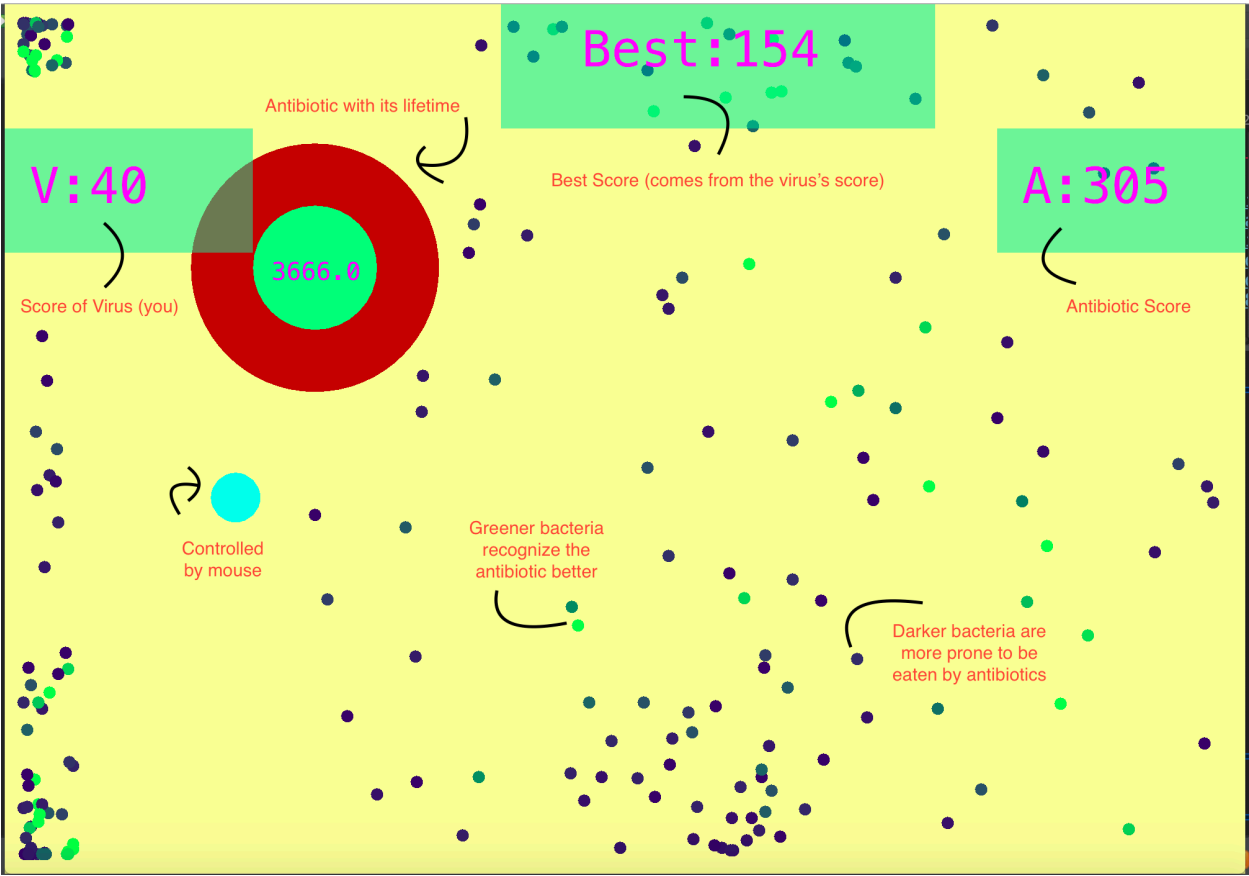 Best:154
Antibiotic with its lifetime
V:40
Best Score (comes from the virus's score)
A:305
3666.0
Score of Virus (you)
Antibiotic Score
Controlled
by mouse
Greener bacteria
recognize the
antibiotic better
Darker bacteria are
more prone to be
eaten by antibiotics